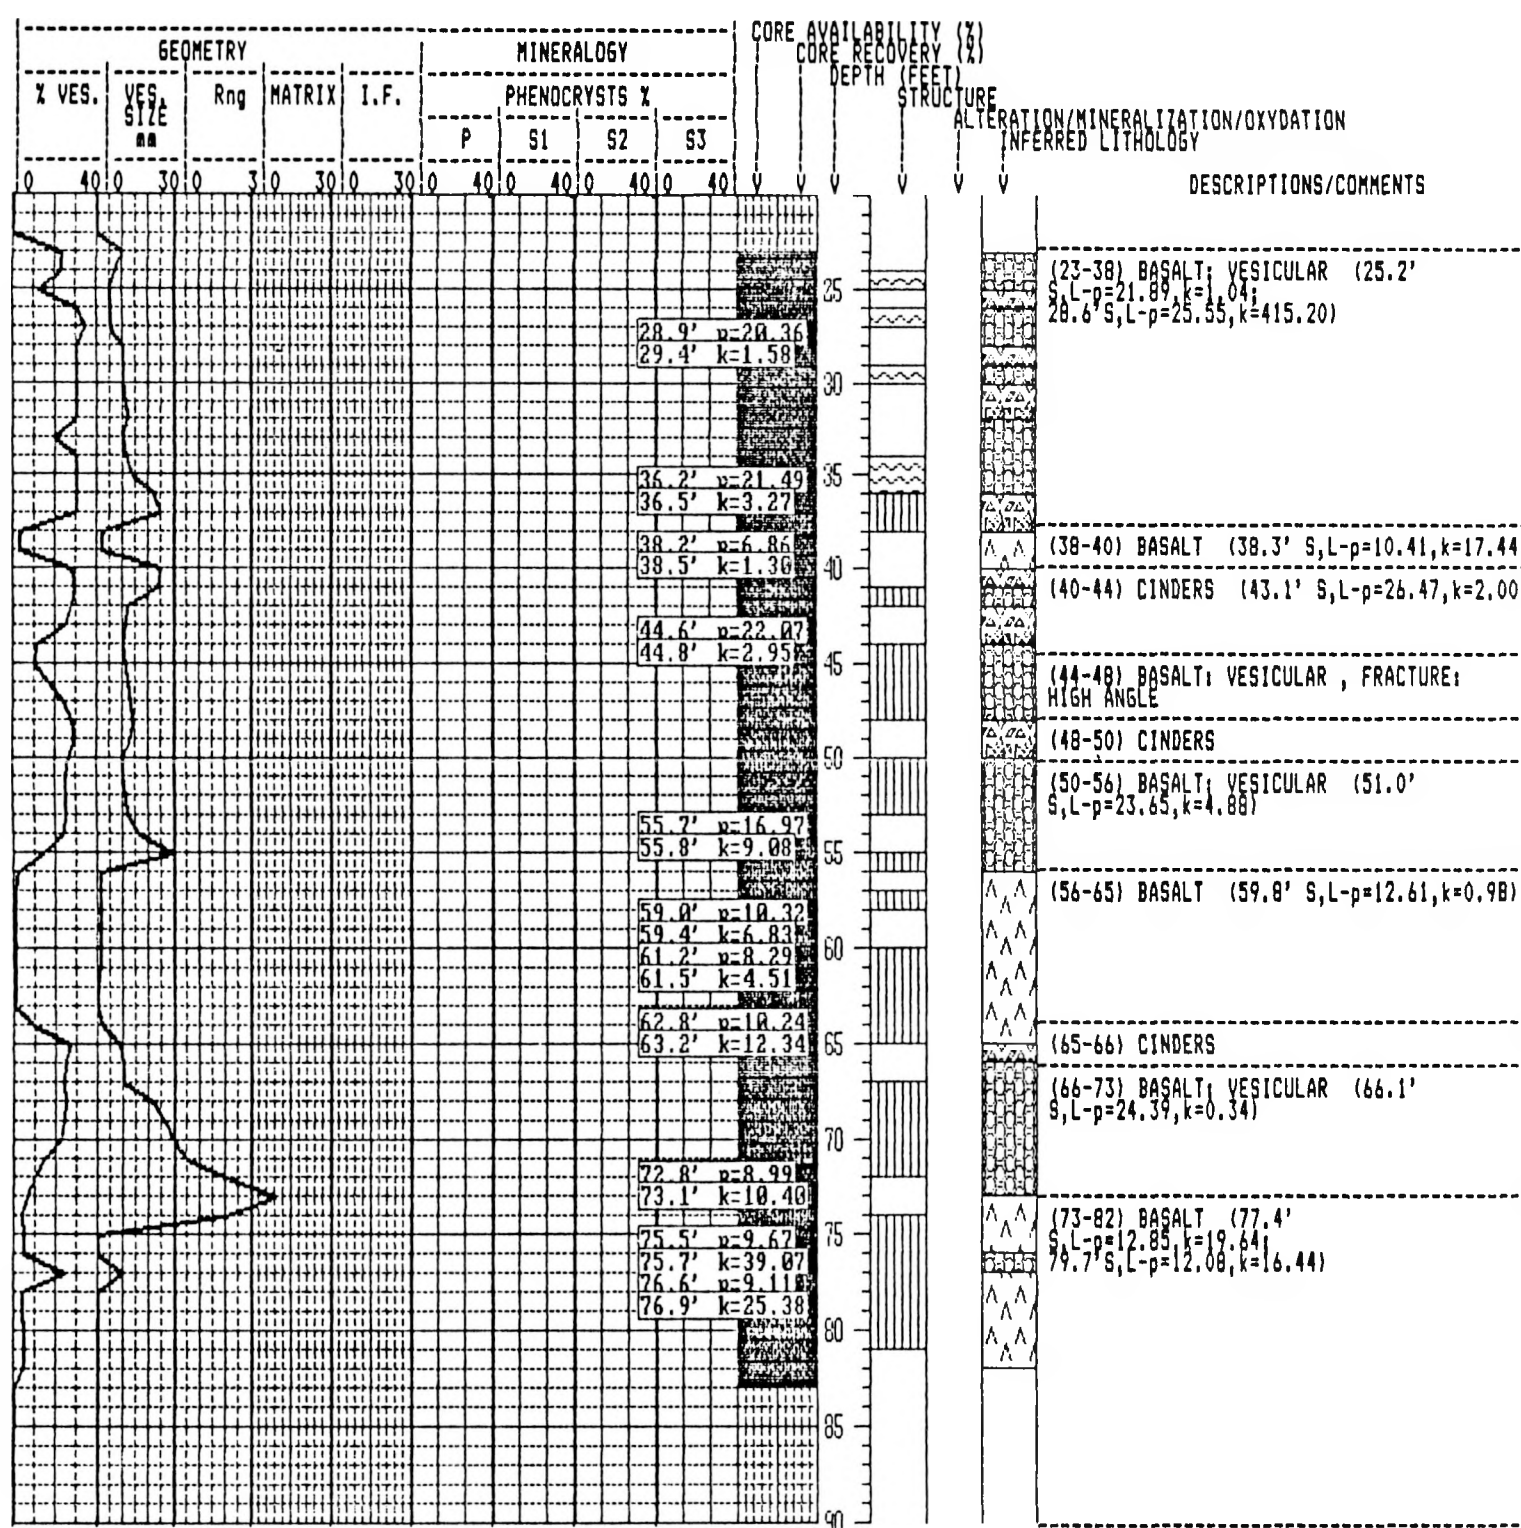 CORE AVAILABILITY (%)
CORE RECOVERY (%)
DEPTH (FEET)
STRUCTURE
ALTERATION/MINERALIZATION/OXYDATION
INFERRED LITHOLOGY
DESCRIPTIONS/COMMENTS
GEOMETRY MINERALOGY
% VES. VES. SIZE mm Rng MATRIX I.F. PHENOCRYSTS %
P S1 S2 S3
0 40 0 30 0 3 0 30 0 30 0 40 0 40 0 40 0 40
(23-38) BASALT: VESICULAR (25.2'
S,L-p=21.89,k=1.04;
28.6'S,L-p=25.55,k=415.20)
25
28.9' p=20.36
29.4' k=1.58
30
36.2' p=21.49
36.5' k=3.27
35
38.2' p=6.86
38.5' k=1.30
(38-40) BASALT (38.3' S,L-p=10.41,k=17.44
40
(40-44) CINDERS (43.1' S,L-p=26.47,k=2.00
44.6' p=22.07
44.8' k=2.95
45
(44-48) BASALT: VESICULAR , FRACTURE:
HIGH ANGLE
(48-50) CINDERS
50
(50-56) BASALT: VESICULAR (51.0'
S,L-p=23.65,k=4.88)
55.7' p=16.97
55.8' k=9.08
55
(56-65) BASALT (59.8' S,L-p=12.61,k=0.98)
59.0' p=10.32
59.4' k=6.83
61.2' p=8.29
61.5' k=4.51
60
62.8' p=10.24
63.2' k=12.34
65
(65-66) CINDERS
(66-73) BASALT: VESICULAR (66.1'
S,L-p=24.39,k=0.34)
70
72.8' p=8.99
73.1' k=10.40
(73-82) BASALT (77.4'
S,L-p=12.85,k=19.64;
79.7'S,L-p=12.08,k=16.44)
75
75.5' p=9.67
75.7' k=39.07
76.6' p=9.11
76.9' k=25.38
80
85
90